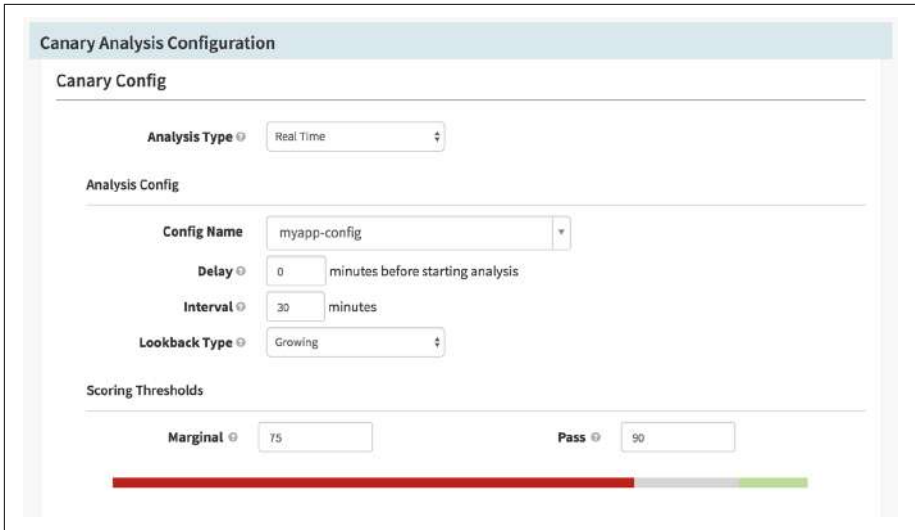 Canary Analysis Configuration
Canary Config
Analysis Type
Real Time
Analysis Config
Config Name
myapp-config
Delay
0 minutes before starting analysis
Interval
30 minutes
Lookback Type
Growing
Scoring Thresholds
Marginal 75 Pass 90